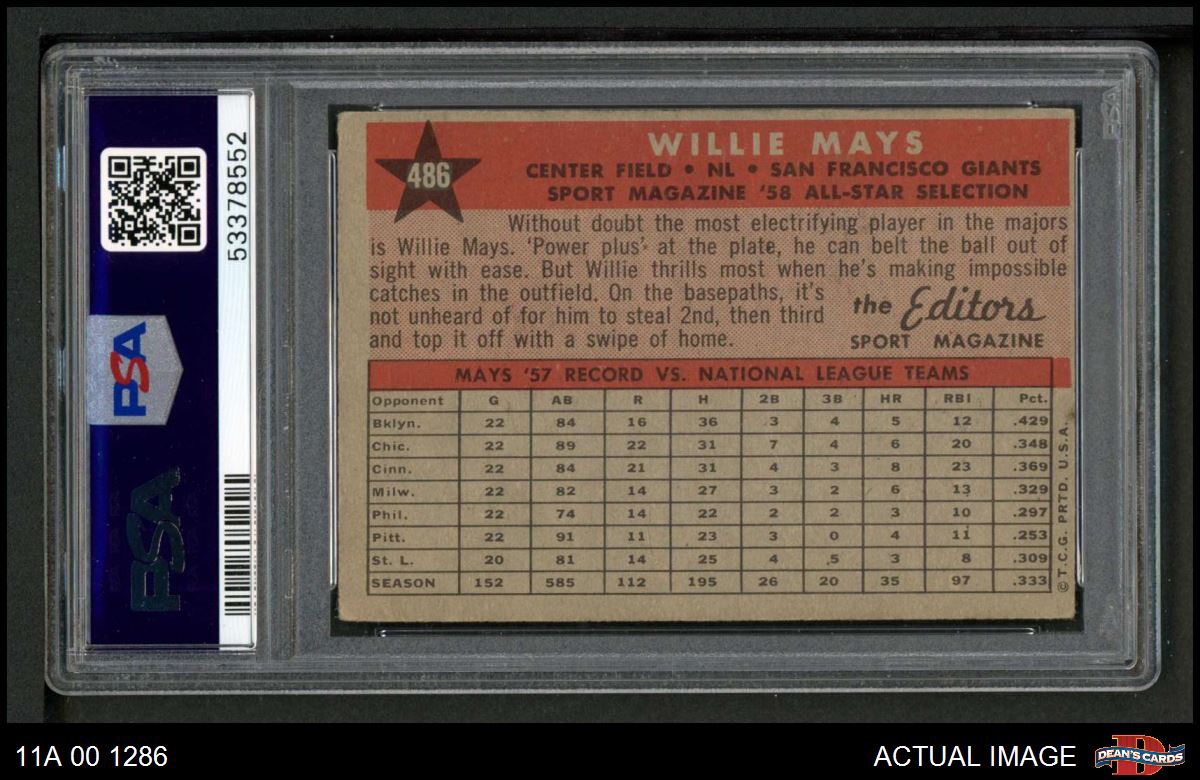 53378552
PSA
PSA
486
WILLIE MAYS
CENTER FIELD • NL • SAN FRANCISCO GIANTS
SPORT MAGAZINE '58 ALL-STAR SELECTION
Without doubt the most electrifying player in the majors
is Willie Mays. 'Power plus' at the plate, he can belt the ball out of
sight with ease. But Willie thrills most when he's making impossible
catches in the outfield. On the basepaths, it's
not unheard of for him to steal 2nd, then third
and top it off with a swipe of home.
the Editors
SPORT MAGAZINE
MAYS '57 RECORD VS. NATIONAL LEAGUE TEAMS
Opponent G AB R H 2B 3B HR RBI Pct.
Bklyn. 22 84 16 36 3 4 5 12 .429
Chic. 22 89 22 31 7 4 6 20 .348
Cinn. 22 84 21 31 4 3 8 23 .369
Milw. 22 82 14 27 3 2 6 13 .329
Phil. 22 74 14 22 2 2 3 10 .297
Pitt. 22 91 11 23 3 0 4 11 .253
St. L. 20 81 14 25 4 5 3 8 .309
SEASON 152 585 112 195 26 20 35 97 .333
© T.C.G. PRTD. U.S.A.
11A 00 1286
ACTUAL IMAGE
DEAN'S CARDS